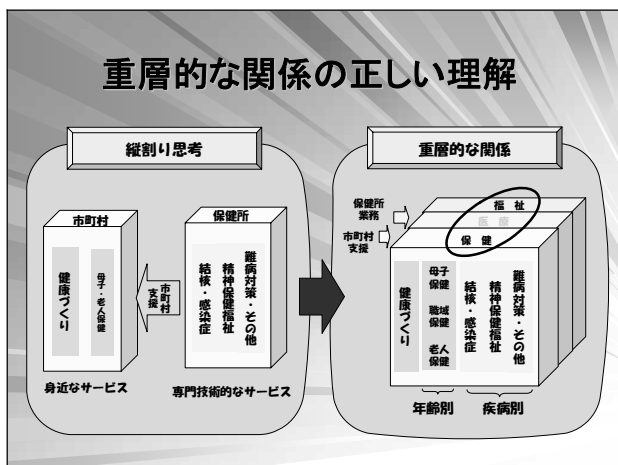 重層的な関係の正しい理解
縦割り思考
市町村
健康づくり
母子・老人保健
身近なサービス
市町村
支援
保健所
難病対策・その他
精神保健福祉
結核・感染症
専門技術的なサービス
重層的な関係
保健所
業務
市町村
支援
福 祉
医 療
保 健
健康づくり
母子
保健
職域
保健
老人
保健
難病対策・その他
精神保健福祉
結核・感染症
年齢別
疾病別